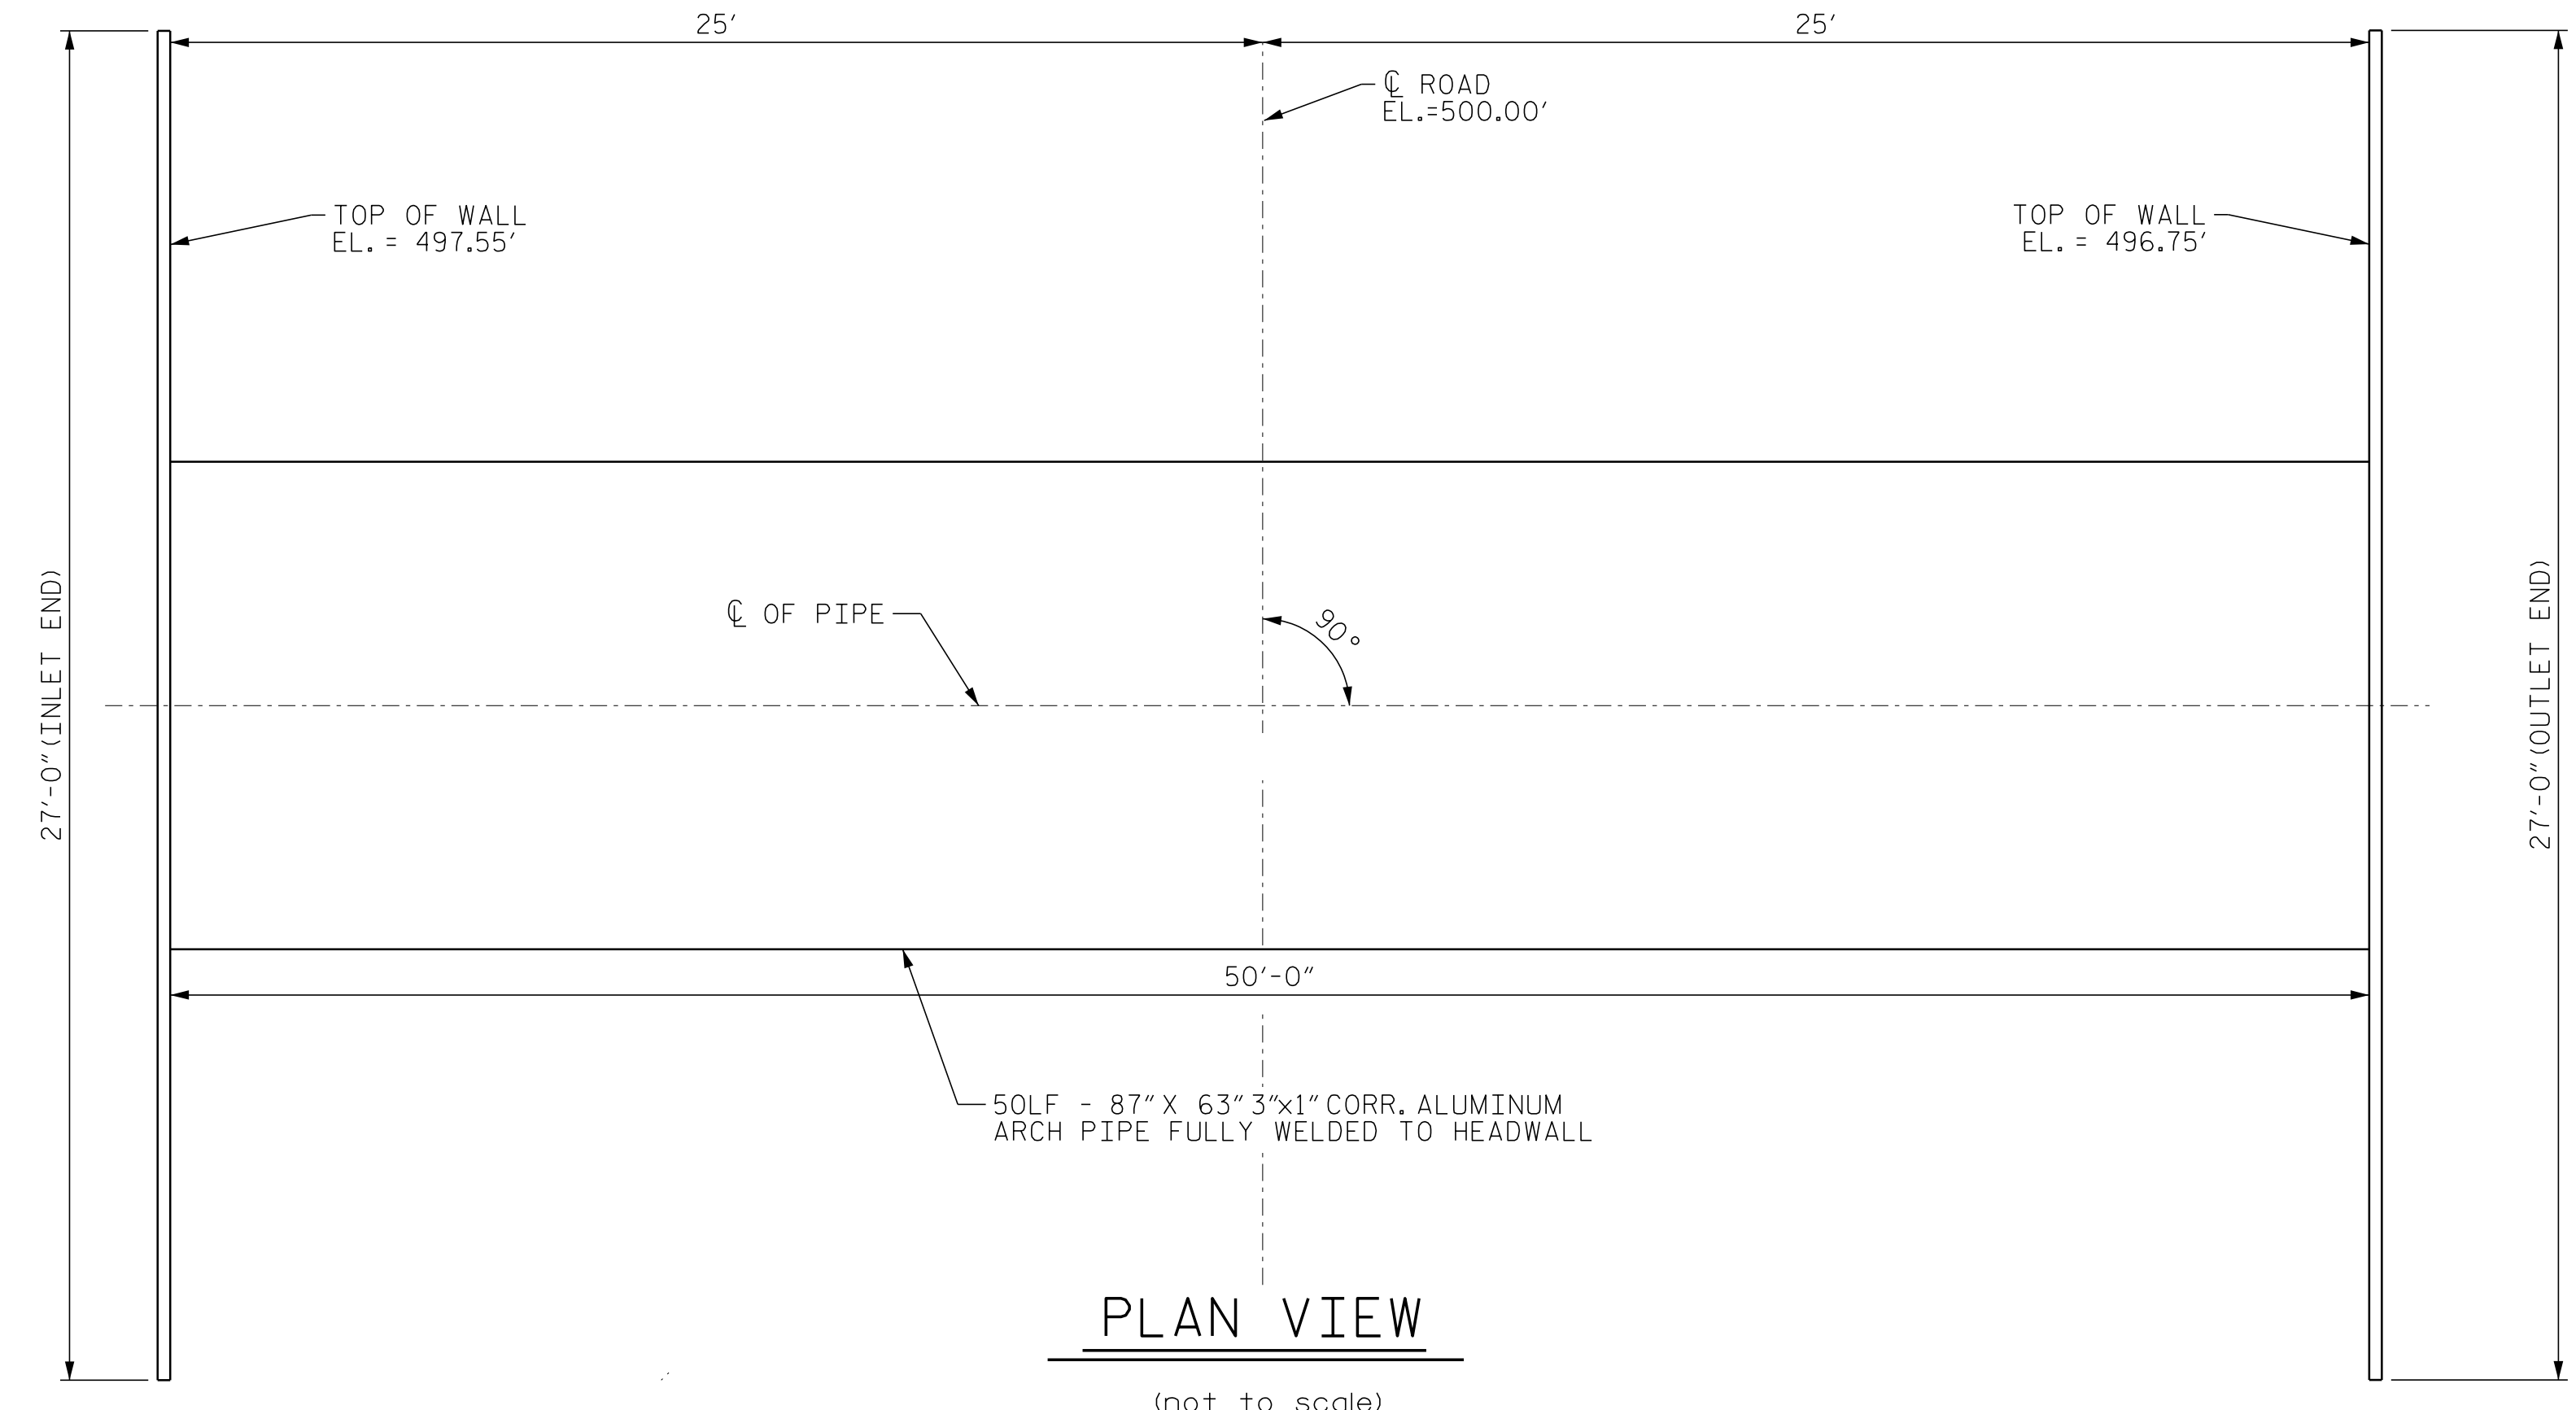 25' 25'
℄ ROAD
EL.=500.00'
TOP OF WALL
EL. = 497.55'
TOP OF WALL
EL. = 496.75'
27'-0"(INLET END)
℄ OF PIPE
90°
27'-0"(OUTLET END)
50'-0"
50LF - 87"X 63"3"x1"CORR. ALUMINUM
ARCH PIPE FULLY WELDED TO HEADWALL
PLAN VIEW
(not to scale)